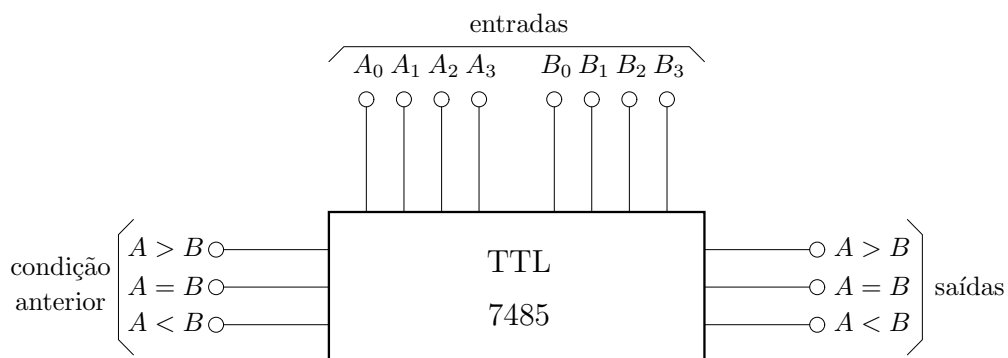 entradas
A₀ A₁ A₂ A₃ B₀ B₁ B₂ B₃
condição
anterior
A > B
A = B
A < B
TTL
7485
A > B
A = B
A < B
saídas